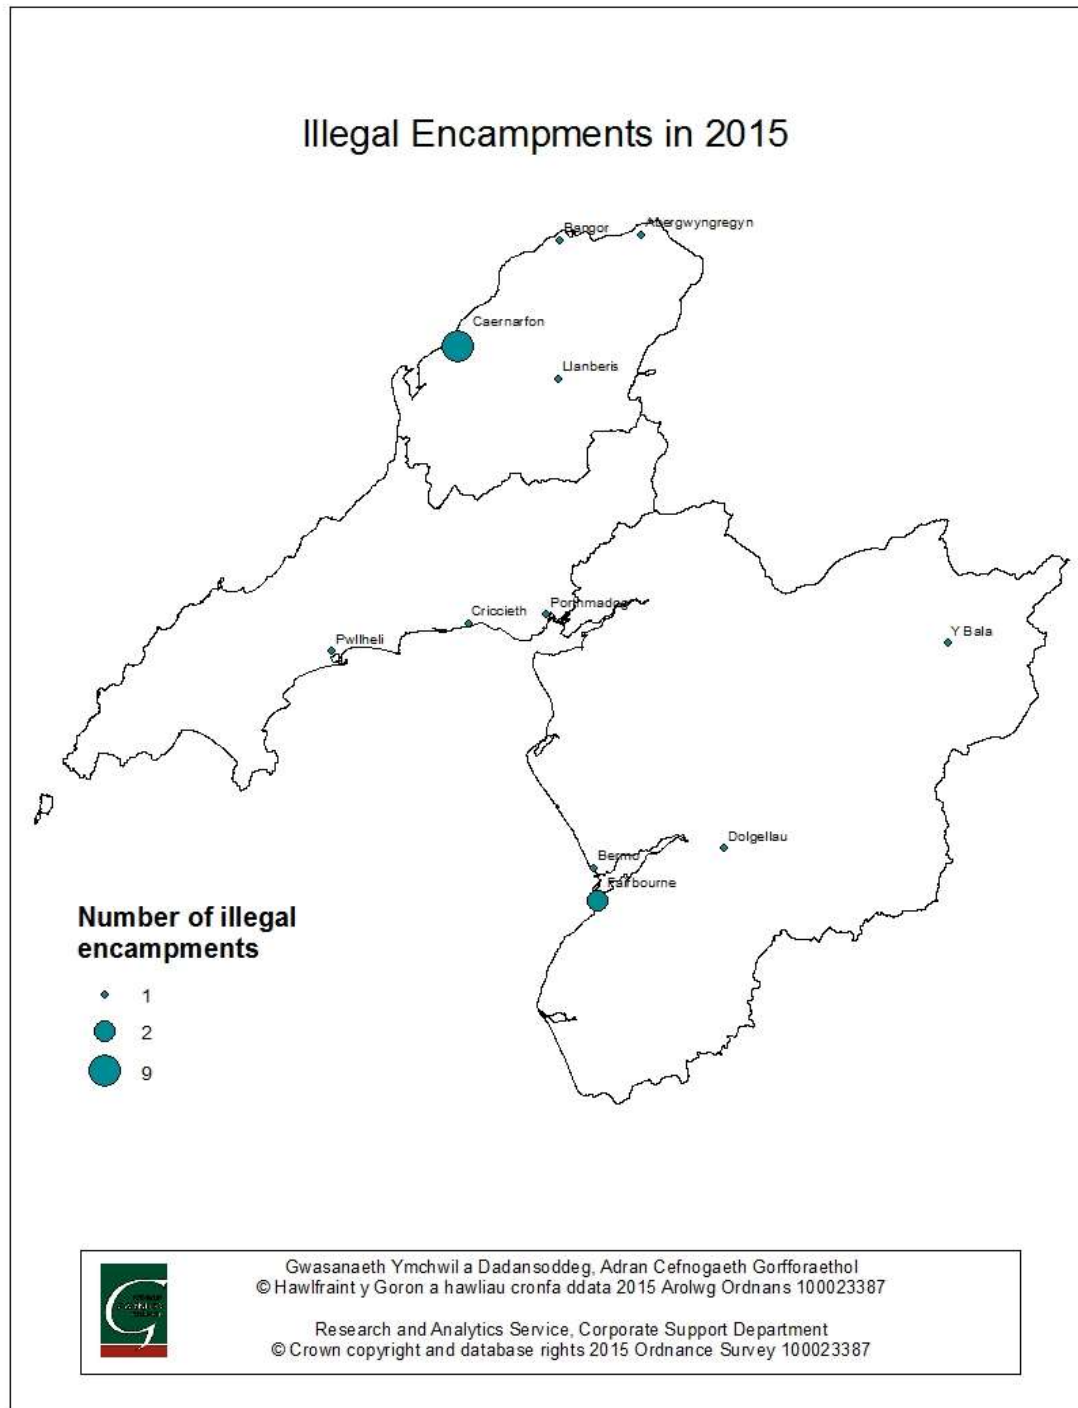 Illegal Encampments in 2015
Bangor
Abergwyngregyn
Caernarfon
Llanberis
Criccieth
Porthmadog
Pwllheli
Y Bala
Dolgellau
Bermo
Fairbourne
Number of illegal
encampments
1
2
9
Gwasanaeth Ymchwil a Dadansoddeg, Adran Cefnogaeth Gorfforaethol
© Hawlfraint y Goron a hawliau cronfa ddata 2015 Arolwg Ordnans 100023387
Research and Analytics Service, Corporate Support Department
© Crown copyright and database rights 2015 Ordnance Survey 100023387